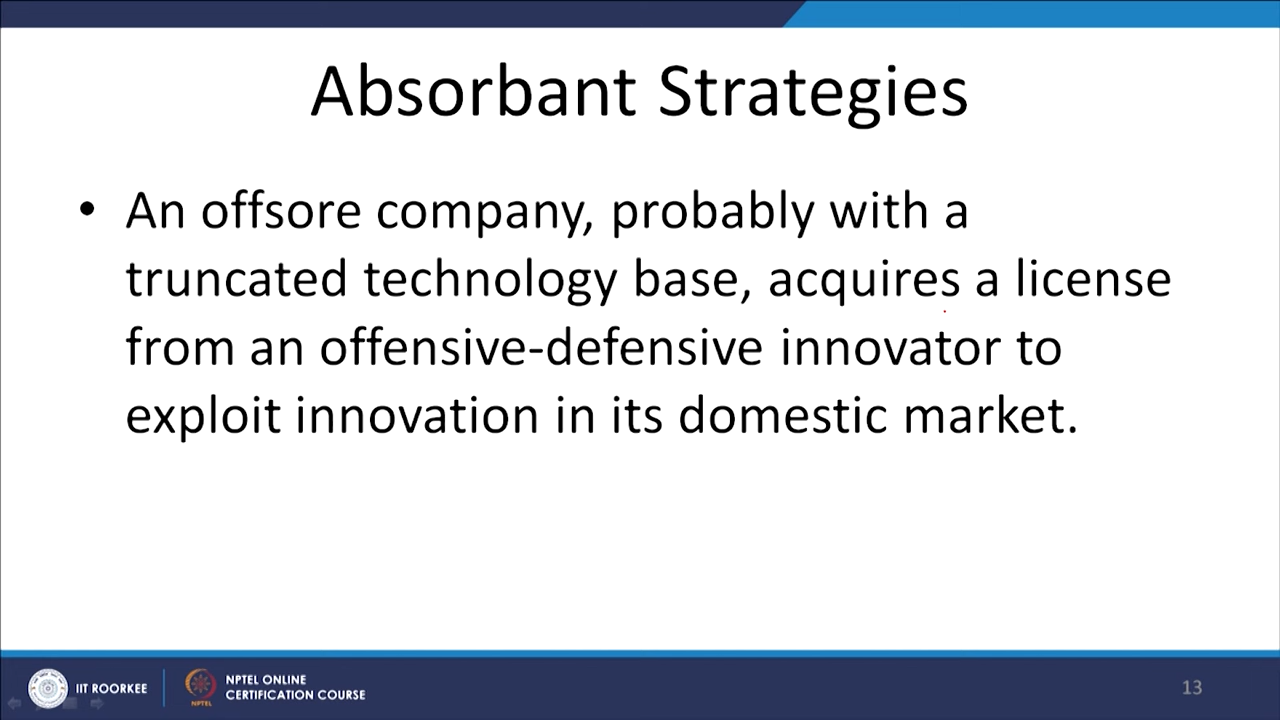 Absorbant Strategies
• An offsore company, probably with a
truncated technology base, acquires a license
from an offensive-defensive innovator to
exploit innovation in its domestic market.
IIT ROORKEE
NPTEL
NPTEL ONLINE
CERTIFICATION COURSE
13